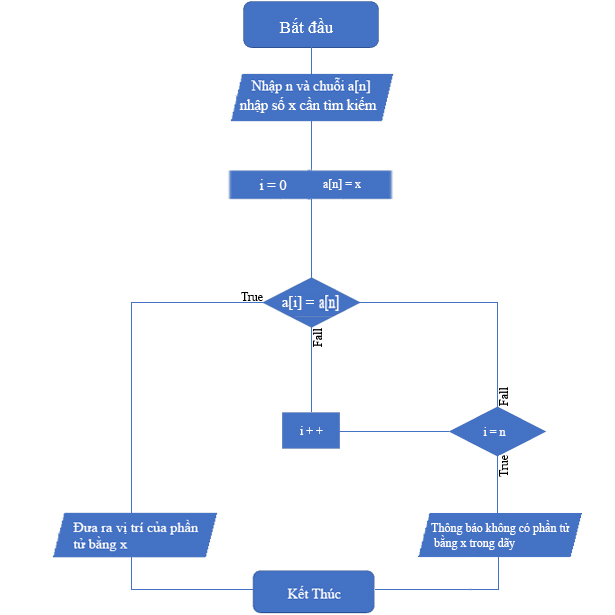 Bắt đầu
Nhập n và chuỗi a[n]
nhập số x cần tìm kiếm
i = 0 a[n] = x
True
a[i] = a[n]
Fall
Fall
i + +
i = n
True
Đưa ra vị trí của phần
tử bằng x
Thông báo không có phần tử
bằng x trong dãy
Kết Thúc